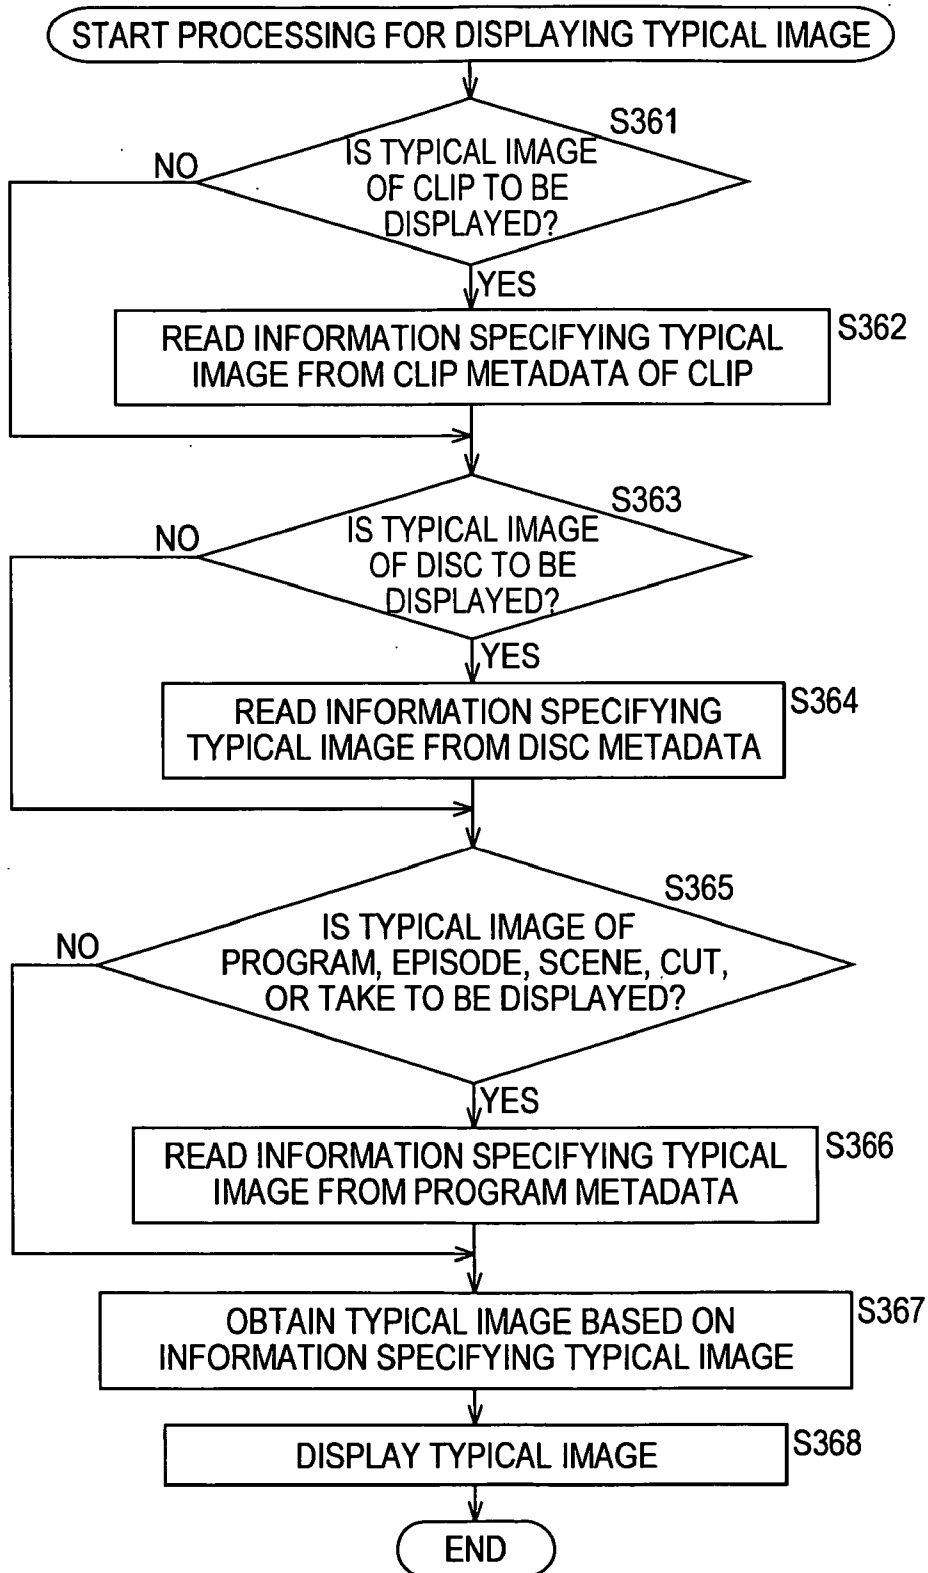 START PROCESSING FOR DISPLAYING TYPICAL IMAGE
S361
IS TYPICAL IMAGE
OF CLIP TO BE
DISPLAYED?
NO
YES
S362
READ INFORMATION SPECIFYING TYPICAL
IMAGE FROM CLIP METADATA OF CLIP
S363
IS TYPICAL IMAGE
OF DISC TO BE
DISPLAYED?
NO
YES
S364
READ INFORMATION SPECIFYING
TYPICAL IMAGE FROM DISC METADATA
S365
IS TYPICAL IMAGE OF
PROGRAM, EPISODE, SCENE, CUT,
OR TAKE TO BE DISPLAYED?
NO
YES
S366
READ INFORMATION SPECIFYING TYPICAL
IMAGE FROM PROGRAM METADATA
S367
OBTAIN TYPICAL IMAGE BASED ON
INFORMATION SPECIFYING TYPICAL IMAGE
S368
DISPLAY TYPICAL IMAGE
END